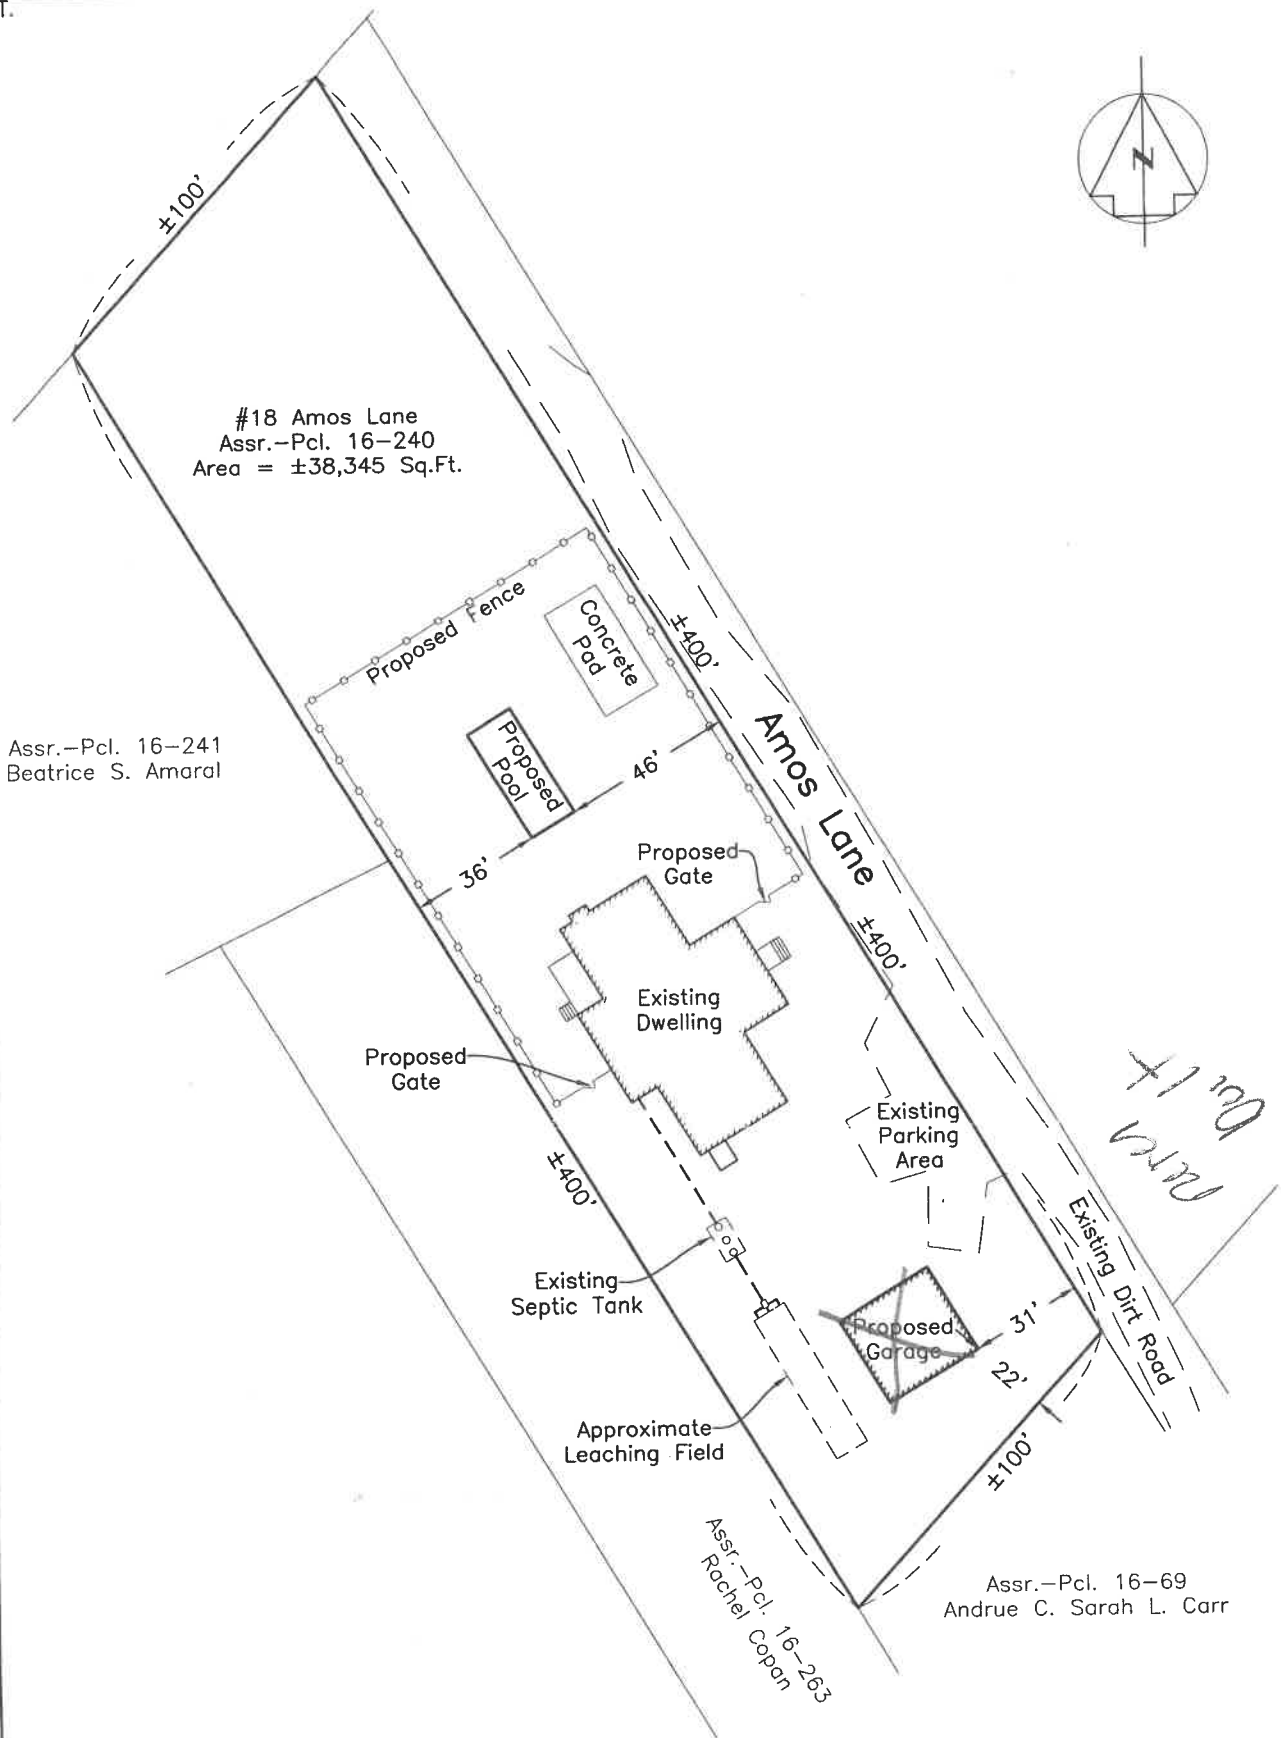 T.
N
±100'
#18 Amos Lane
Assr.-Pcl. 16-240
Area = ±38,345 Sq.Ft.
Proposed Fence
Concrete
Pad
±400'
Amos Lane
Assr.-Pcl. 16-241
Beatrice S. Amaral
Proposed
Pool
46'
36'
Proposed
Gate
±400'
Existing
Dwelling
Proposed
Gate
Existing
Parking
Area
never
built
±400'
Existing Dirt Road
Existing
Septic Tank
Proposed
Garage
31'
22'
Approximate
Leaching Field
±100'
Assr.-Pcl. 16-263
Rachel Copan
Assr.-Pcl. 16-69
Andrue C. Sarah L. Carr